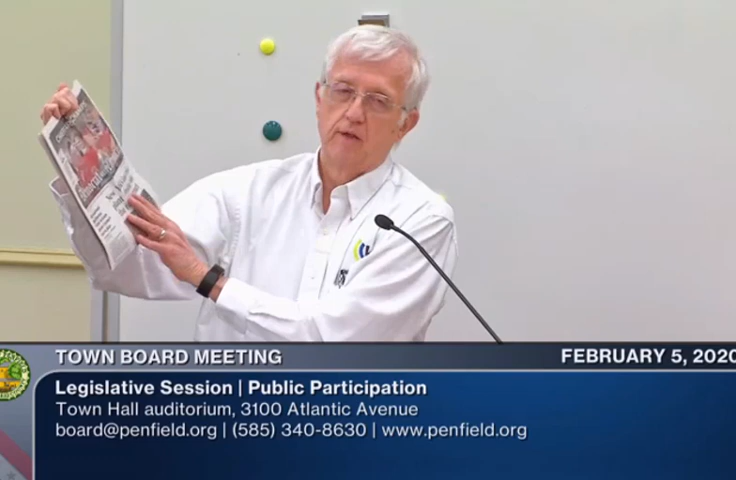 TOWN BOARD MEETING
FEBRUARY 5, 2020
Legislative Session | Public Participation
Town Hall auditorium, 3100 Atlantic Avenue
board@penfield.org | (585) 340-8630 | www.penfield.org